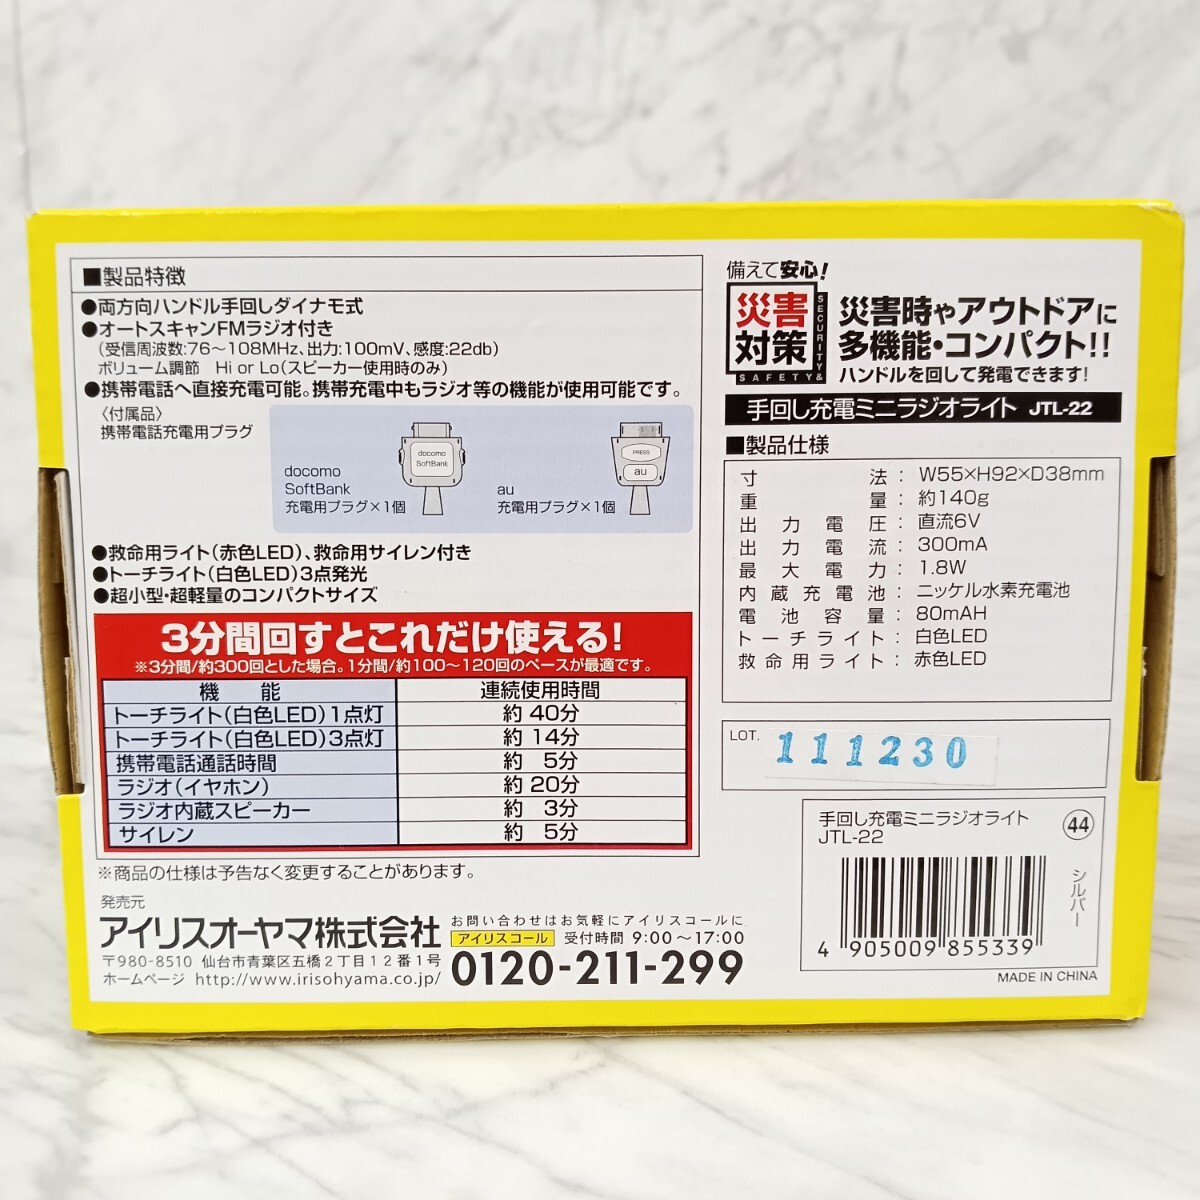 ■製品特徴
●両方向ハンドル手回しダイナモ式
●オートスキャンFMラジオ付き
(受信周波数:76～108MHz、出力:100mV、感度:22db)
ボリューム調節 Hi or Lo(スピーカー使用時のみ)
●携帯電話へ直接充電可能。携帯充電中もラジオ等の機能が使用可能です。
〈付属品〉
携帯電話充電用プラグ
docomo
SoftBank
docomo
SoftBank
充電用プラグ×1個
PRESS
au
au
充電用プラグ×1個
●救命用ライト(赤色LED)、救命用サイレン付き
●トーチライト(白色LED)3点発光
●超小型・超軽量のコンパクトサイズ
3分間回すとこれだけ使える!
※3分間/約300回とした場合。1分間/約100～120回のペースが最適です。
機 能 連続使用時間
トーチライト(白色LED)1点灯 約 40分
トーチライト(白色LED)3点灯 約 14分
携帯電話通話時間 約 5分
ラジオ(イヤホン) 約 20分
ラジオ内蔵スピーカー 約 3分
サイレン 約 5分
※商品の仕様は予告なく変更することがあります。
発売元
アイリスオーヤマ株式会社
〒980-8510 仙台市青葉区五橋2丁目12番1号
ホームページ http://www.irisohyama.co.jp/
お問い合わせはお気軽にアイリスコールに
アイリスコール 受付時間 9:00～17:00
0120-211-299
備えて安心!
災害
対策
SECURITY&
SAFETY
災害時やアウトドアに
多機能・コンパクト!!
ハンドルを回して発電できます!
手回し充電ミニラジオライト JTL-22
■製品仕様
寸法:W55×H92×D38mm
重量:約140g
出力電圧:直流6V
出力電流:300mA
最大電力:1.8W
内蔵充電池:ニッケル水素充電池
電池容量:80mAH
トーチライト:白色LED
救命用ライト:赤色LED
LOT. 111230
手回し充電ミニラジオライト
JTL-22
44
シルバー
4 905009 855339
MADE IN CHINA